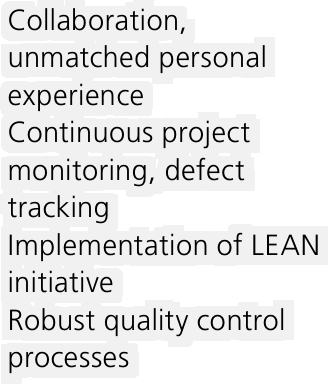 Collaboration,
unmatched personal
experience
Continuous project
monitoring, defect
tracking
Implementation of LEAN
initiative
Robust quality control
processes